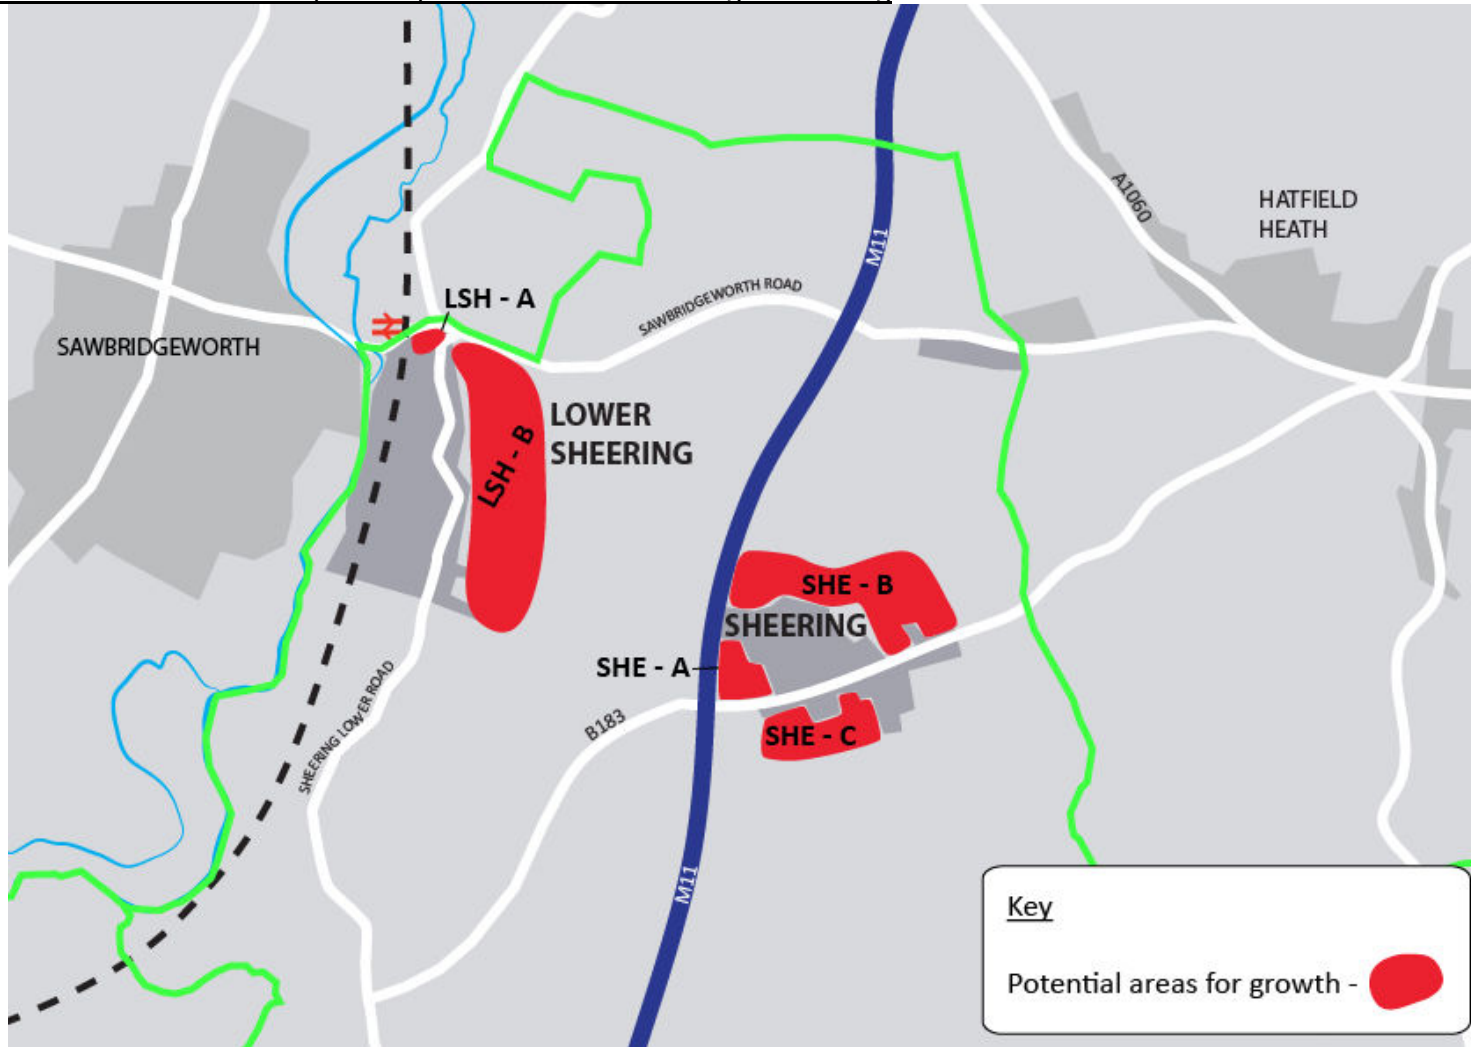 A1060
HATFIELD
HEATH
M11
LSH - A
SAWBRIDGEWORTH ROAD
SAWBRIDGEWORTH
LOWER
SHEERING
LSH - B
SHE - B
SHEERING
SHE - A
SHEERING LOWER ROAD
B183
SHE - C
M11
Key
Potential areas for growth -